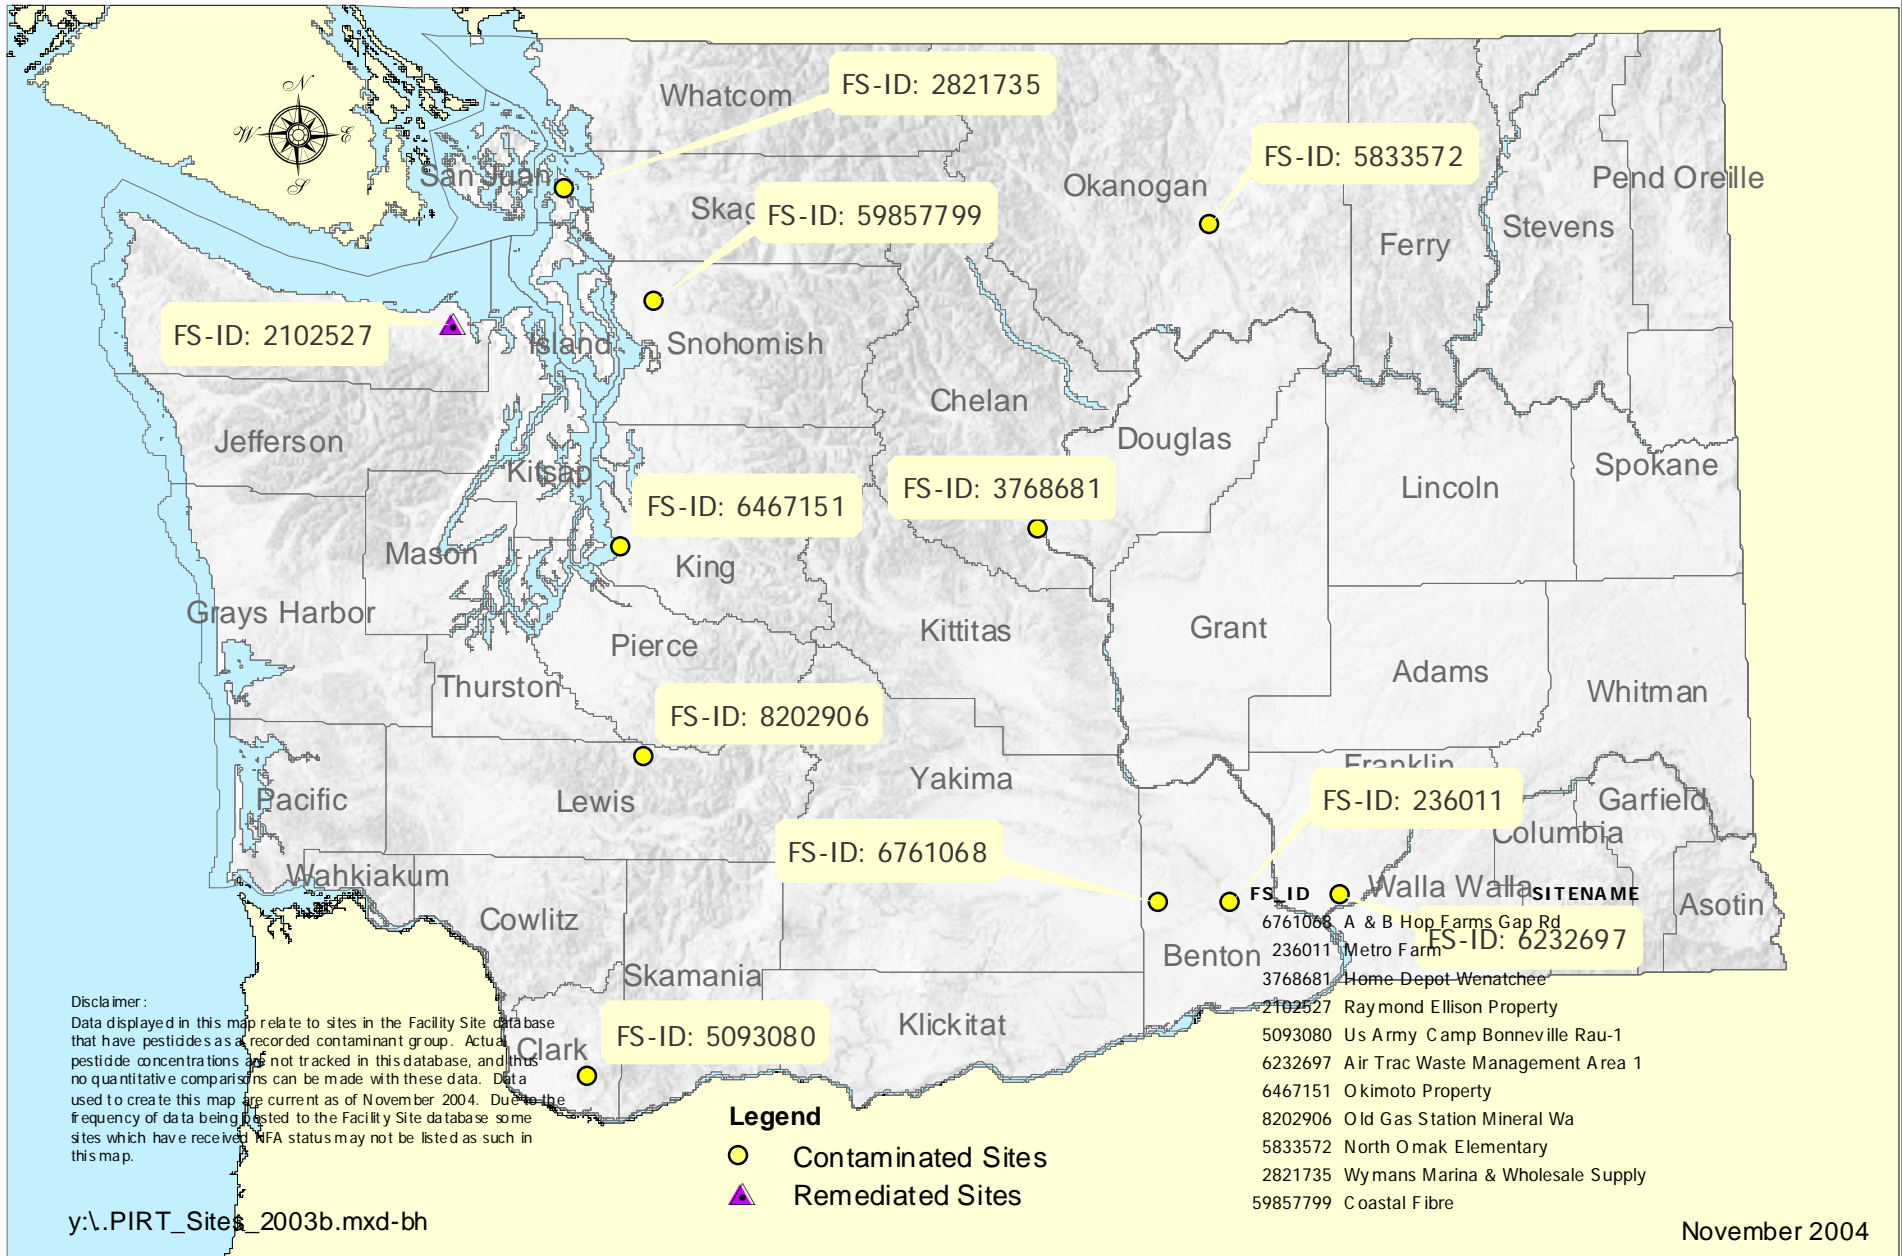 Whatcom
FS-ID: 2821735
N
W
E
S
San Juan
FS-ID: 5833572
Okanogan
Pend Oreille
Skag
FS-ID: 59857799
Stevens
Ferry
FS-ID: 2102527
Island
Snohomish
Chelan
Jefferson
Douglas
Kitsap
Spokane
FS-ID: 6467151
FS-ID: 3768681
Lincoln
Mason
King
Grays Harbor
Pierce
Kittitas
Grant
Adams
Thurston
Whitman
FS-ID: 8202906
Franklin
Yakima
Pacific
Lewis
FS-ID: 236011
Garfield
Columbia
FS-ID: 6761068
Wahkiakum
Walla Walla
Asotin
Cowlitz
FS-ID: 6232697
Benton
Skamania
Klickitat
FS-ID: 5093080
Clark
FS_ID SITENAME
6761068 A & B Hop Farms Gap Rd
236011 Metro Farm
3768681 Home Depot Wenatchee
2102527 Raymond Ellison Property
5093080 Us Army Camp Bonneville Rau-1
6232697 Air Trac Waste Management Area 1
6467151 Okimoto Property
8202906 Old Gas Station Mineral Wa
5833572 North Omak Elementary
2821735 Wymans Marina & Wholesale Supply
59857799 Coastal Fibre
Disclaimer:
Data displayed in this map relate to sites in the Facility Site database
that have pesticides as a recorded contaminant group. Actual
pesticide concentrations are not tracked in this database, and thus
no quantitative comparisons can be made with these data. Data
used to create this map are current as of November 2004. Due to the
frequency of data being posted to the Facility Site database some
sites which have received NFA status may not be listed as such in
this map.
Legend
Contaminated Sites
Remediated Sites
y:\..PIRT_Sites_2003b.mxd-bh
November 2004